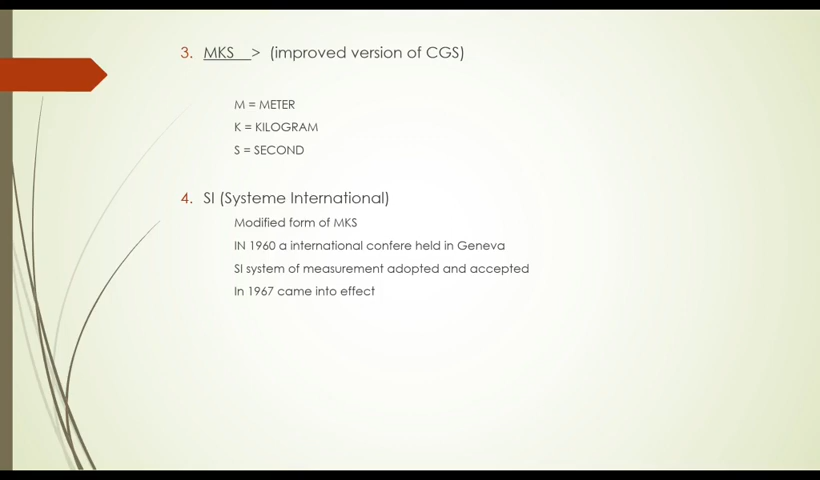 3. MKS > (improved version of CGS)
M = METER
K = KILOGRAM
S = SECOND
4. SI (Systeme International)
Modified form of MKS
IN 1960 a international confere held in Geneva
SI system of measurement adopted and accepted
In 1967 came into effect